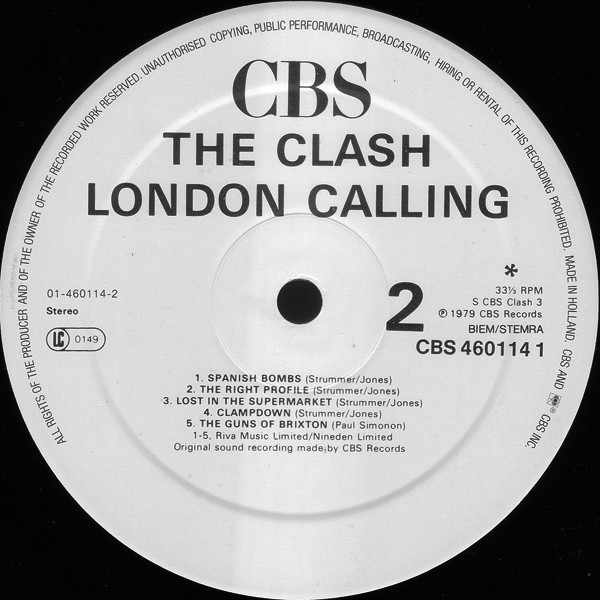 ALL RIGHTS OF THE PRODUCER AND OF THE OWNER OF THE RECORDED WORK RESERVED. UNAUTHORISED COPYING, PUBLIC PERFORMANCE, BROADCASTING, HIRING OR RENTAL OF THIS RECORDING PROHIBITED. MADE IN HOLLAND. CBS AND ® CBS INC.
CBS
THE CLASH
LONDON CALLING
01-460114-2
Stereo
LC 0149
2
*
33⅓ RPM
S CBS Clash 3
℗ 1979 CBS Records
BIEM/STEMRA
CBS 460114 1
1. SPANISH BOMBS (Strummer/Jones)
2. THE RIGHT PROFILE (Strummer/Jones)
3. LOST IN THE SUPERMARKET (Strummer/Jones)
4. CLAMPDOWN (Strummer/Jones)
5. THE GUNS OF BRIXTON (Paul Simonon)
1-5, Riva Music Limited/Nineden Limited
Original sound recording made by CBS Records